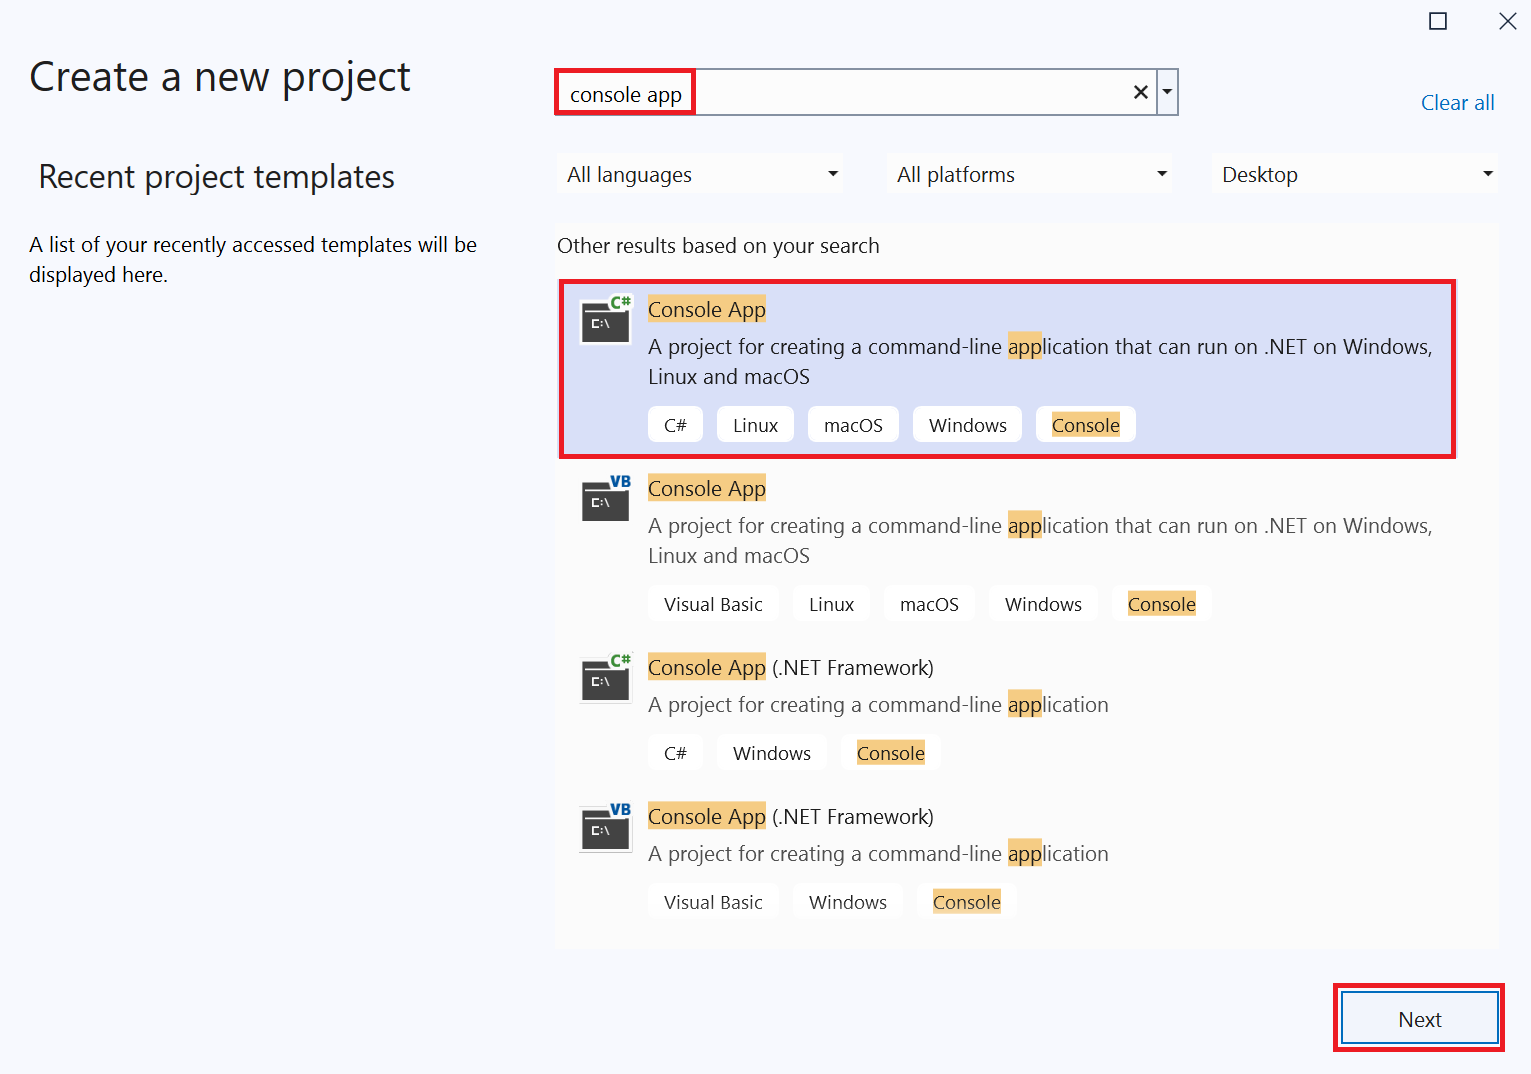 Create a new project
console app
Clear all
Recent project templates
All languages
All platforms
Desktop
A list of your recently accessed templates will be
displayed here.
Other results based on your search
C#
C:\
Console App
A project for creating a command-line application that can run on .NET on Windows,
Linux and macOS
C# Linux macOS Windows Console
VB
C:\
Console App
A project for creating a command-line application that can run on .NET on Windows,
Linux and macOS
Visual Basic Linux macOS Windows Console
C#
C:\
Console App (.NET Framework)
A project for creating a command-line application
C# Windows Console
VB
C:\
Console App (.NET Framework)
A project for creating a command-line application
Visual Basic Windows Console
Next